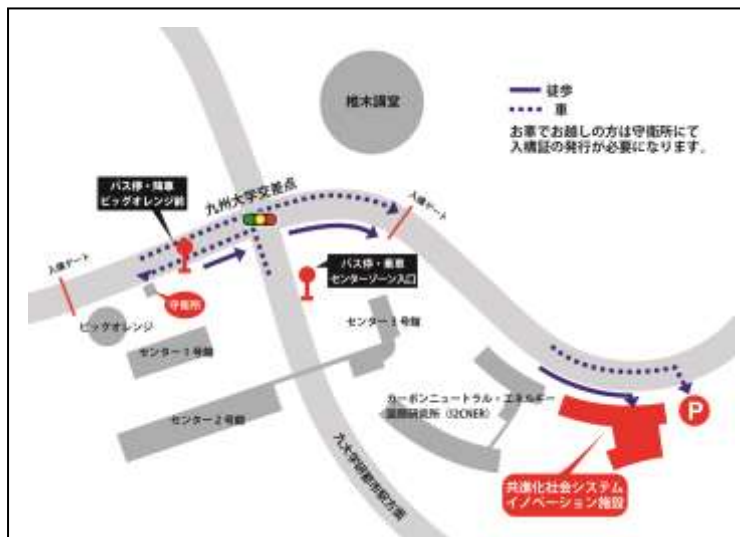 椎木講堂
徒歩
車
お車でお越しの方は守衛所にて
入構証の発行が必要になります。
バス停・降車
ビッグオレンジ前
九州大学交差点
入構ゲート
バス停・乗車
センターゾーン入口
入構ゲート
守衛所
ビッグオレンジ
センター1号館
センター3号館
センター2号館
カーボンニュートラル・エネルギー
国際研究所（I2CNER）
九大学研都市駅方面
P
共進化社会システム
イノベーション施設